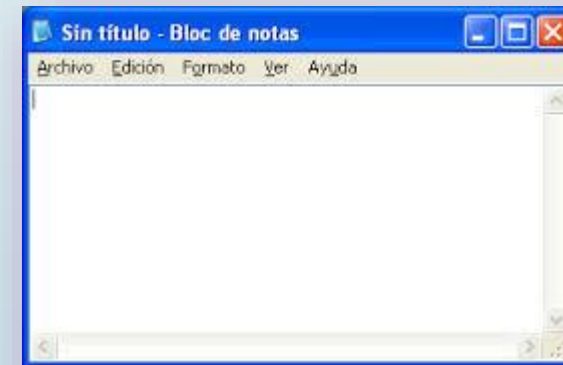 Sin título - Bloc de notas
Archivo Edición Formato Ver Ayuda